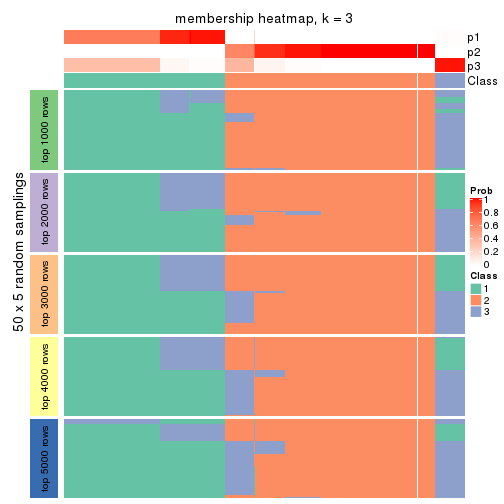 membership heatmap, k = 3
p1
p2
p3
Class
50 x 5 random samplings
top 1000 rows
top 2000 rows
top 3000 rows
top 4000 rows
top 5000 rows
Prob
1
0.8
0.6
0.4
0.2
0
Class
1
2
3